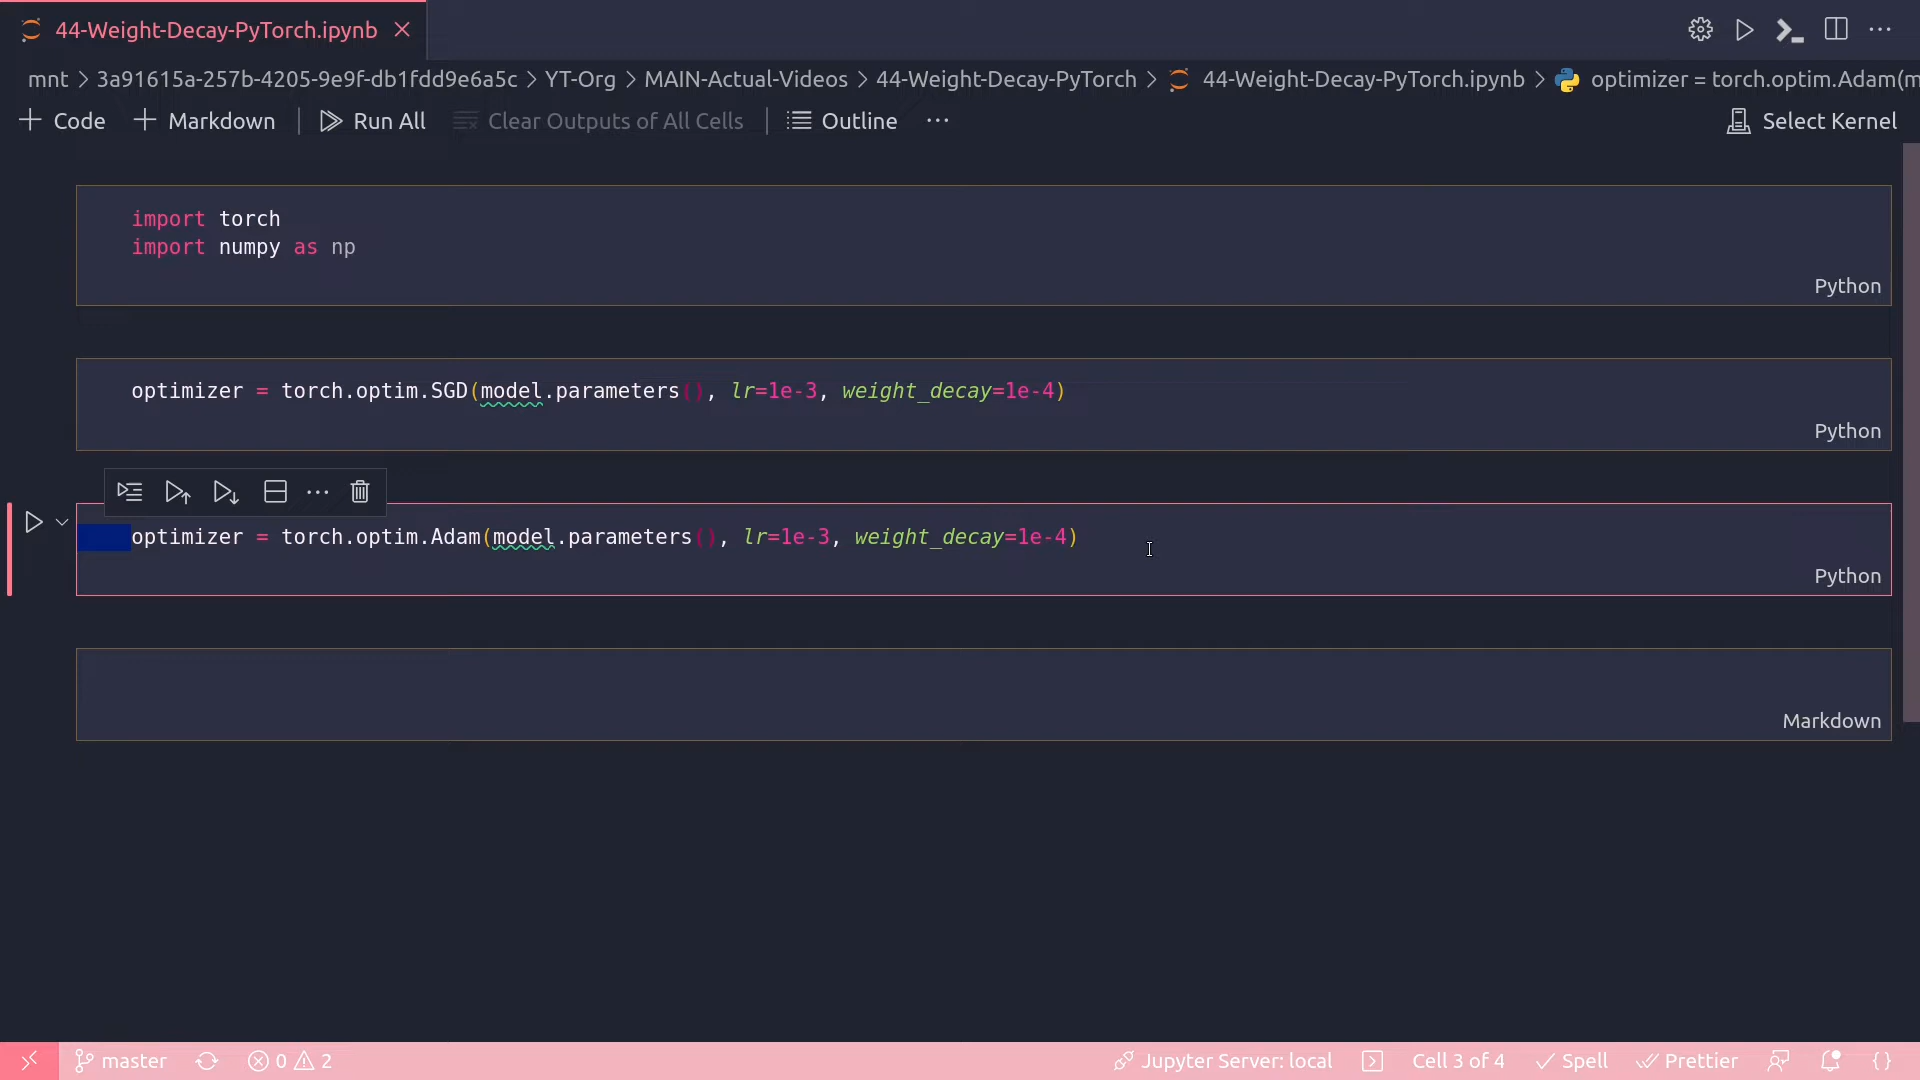 44-Weight-Decay-PyTorch.ipynb
mnt > 3a91615a-257b-4205-9e9f-db1fdd9e6a5c > YT-Org > MAIN-Actual-Videos > 44-Weight-Decay-PyTorch > 44-Weight-Decay-PyTorch.ipynb > optimizer = torch.optim.Adam(m
+ Code + Markdown | Run All Clear Outputs of All Cells | Outline ··· Select Kernel
import torch
import numpy as np
Python
optimizer = torch.optim.SGD(model.parameters(), lr=1e-3, weight_decay=1e-4)
Python
optimizer = torch.optim.Adam(model.parameters(), lr=1e-3, weight_decay=1e-4)
Python
Markdown
master 0 2 Jupyter Server: local Cell 3 of 4 Spell Prettier { }